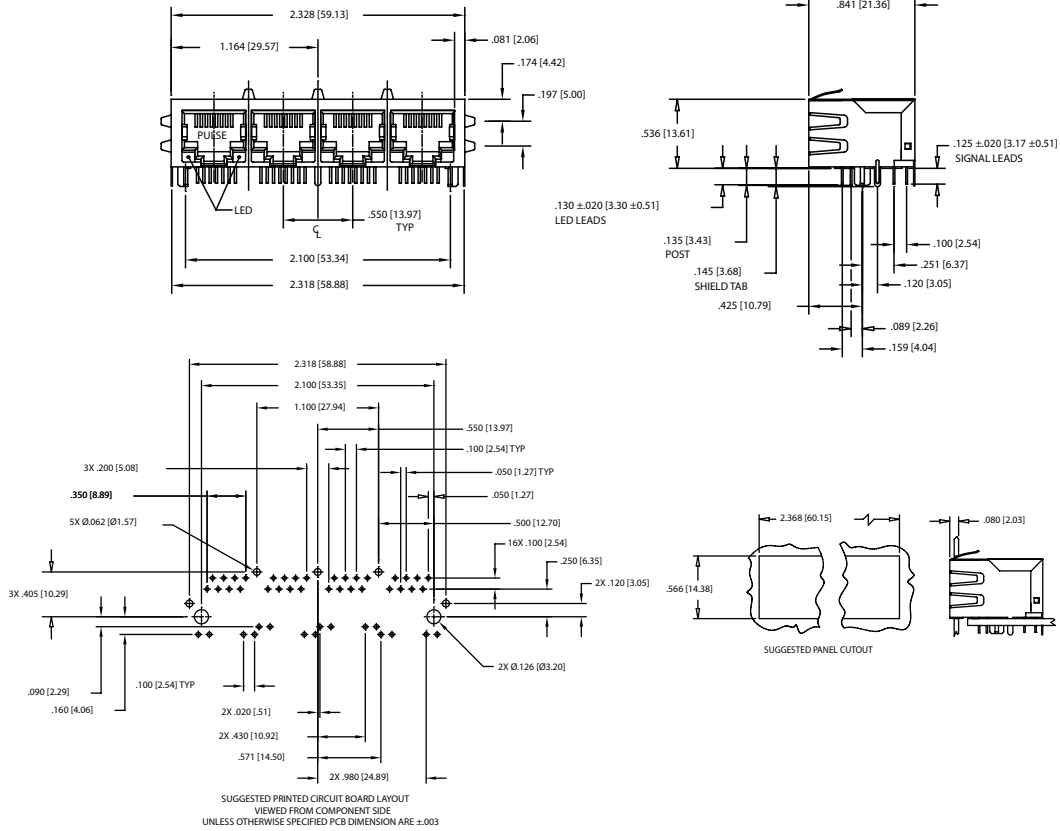 2.328 [59.13]
1.164 [29.57]
.081 [2.06]
.174 [4.42]
.197 [5.00]
PULSE
LED
.550 [13.97]
TYP
CL
2.100 [53.34]
2.318 [58.88]
.841 [21.36]
.536 [13.61]
.125 ±.020 [3.17 ±0.51]
SIGNAL LEADS
.130 ±.020 [3.30 ±0.51]
LED LEADS
.135 [3.43]
POST
.145 [3.68]
SHIELD TAB
.100 [2.54]
.251 [6.37]
.120 [3.05]
.425 [10.79]
.089 [2.26]
.159 [4.04]
2.318 [58.88]
2.100 [53.35]
1.100 [27.94]
.550 [13.97]
.100 [2.54] TYP
3X .200 [5.08]
.050 [1.27] TYP
.350 [8.89]
.050 [1.27]
5X Ø.062 [Ø1.57]
.500 [12.70]
16X .100 [2.54]
.250 [6.35]
2X .120 [3.05]
3X .405 [10.29]
2X Ø.126 [Ø3.20]
.090 [2.29]
.100 [2.54] TYP
.160 [4.06]
2X .020 [.51]
2X .430 [10.92]
.571 [14.50]
2X .980 [24.89]
SUGGESTED PRINTED CIRCUIT BOARD LAYOUT
VIEWED FROM COMPONENT SIDE
UNLESS OTHERWISE SPECIFIED PCB DIMENSION ARE ±.003
2.368 [60.15]
.080 [2.03]
.566 [14.38]
SUGGESTED PANEL CUTOUT